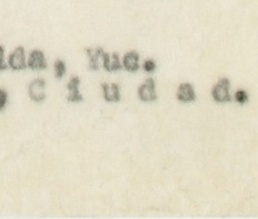 ida, Yuc.
, C i u d a d.